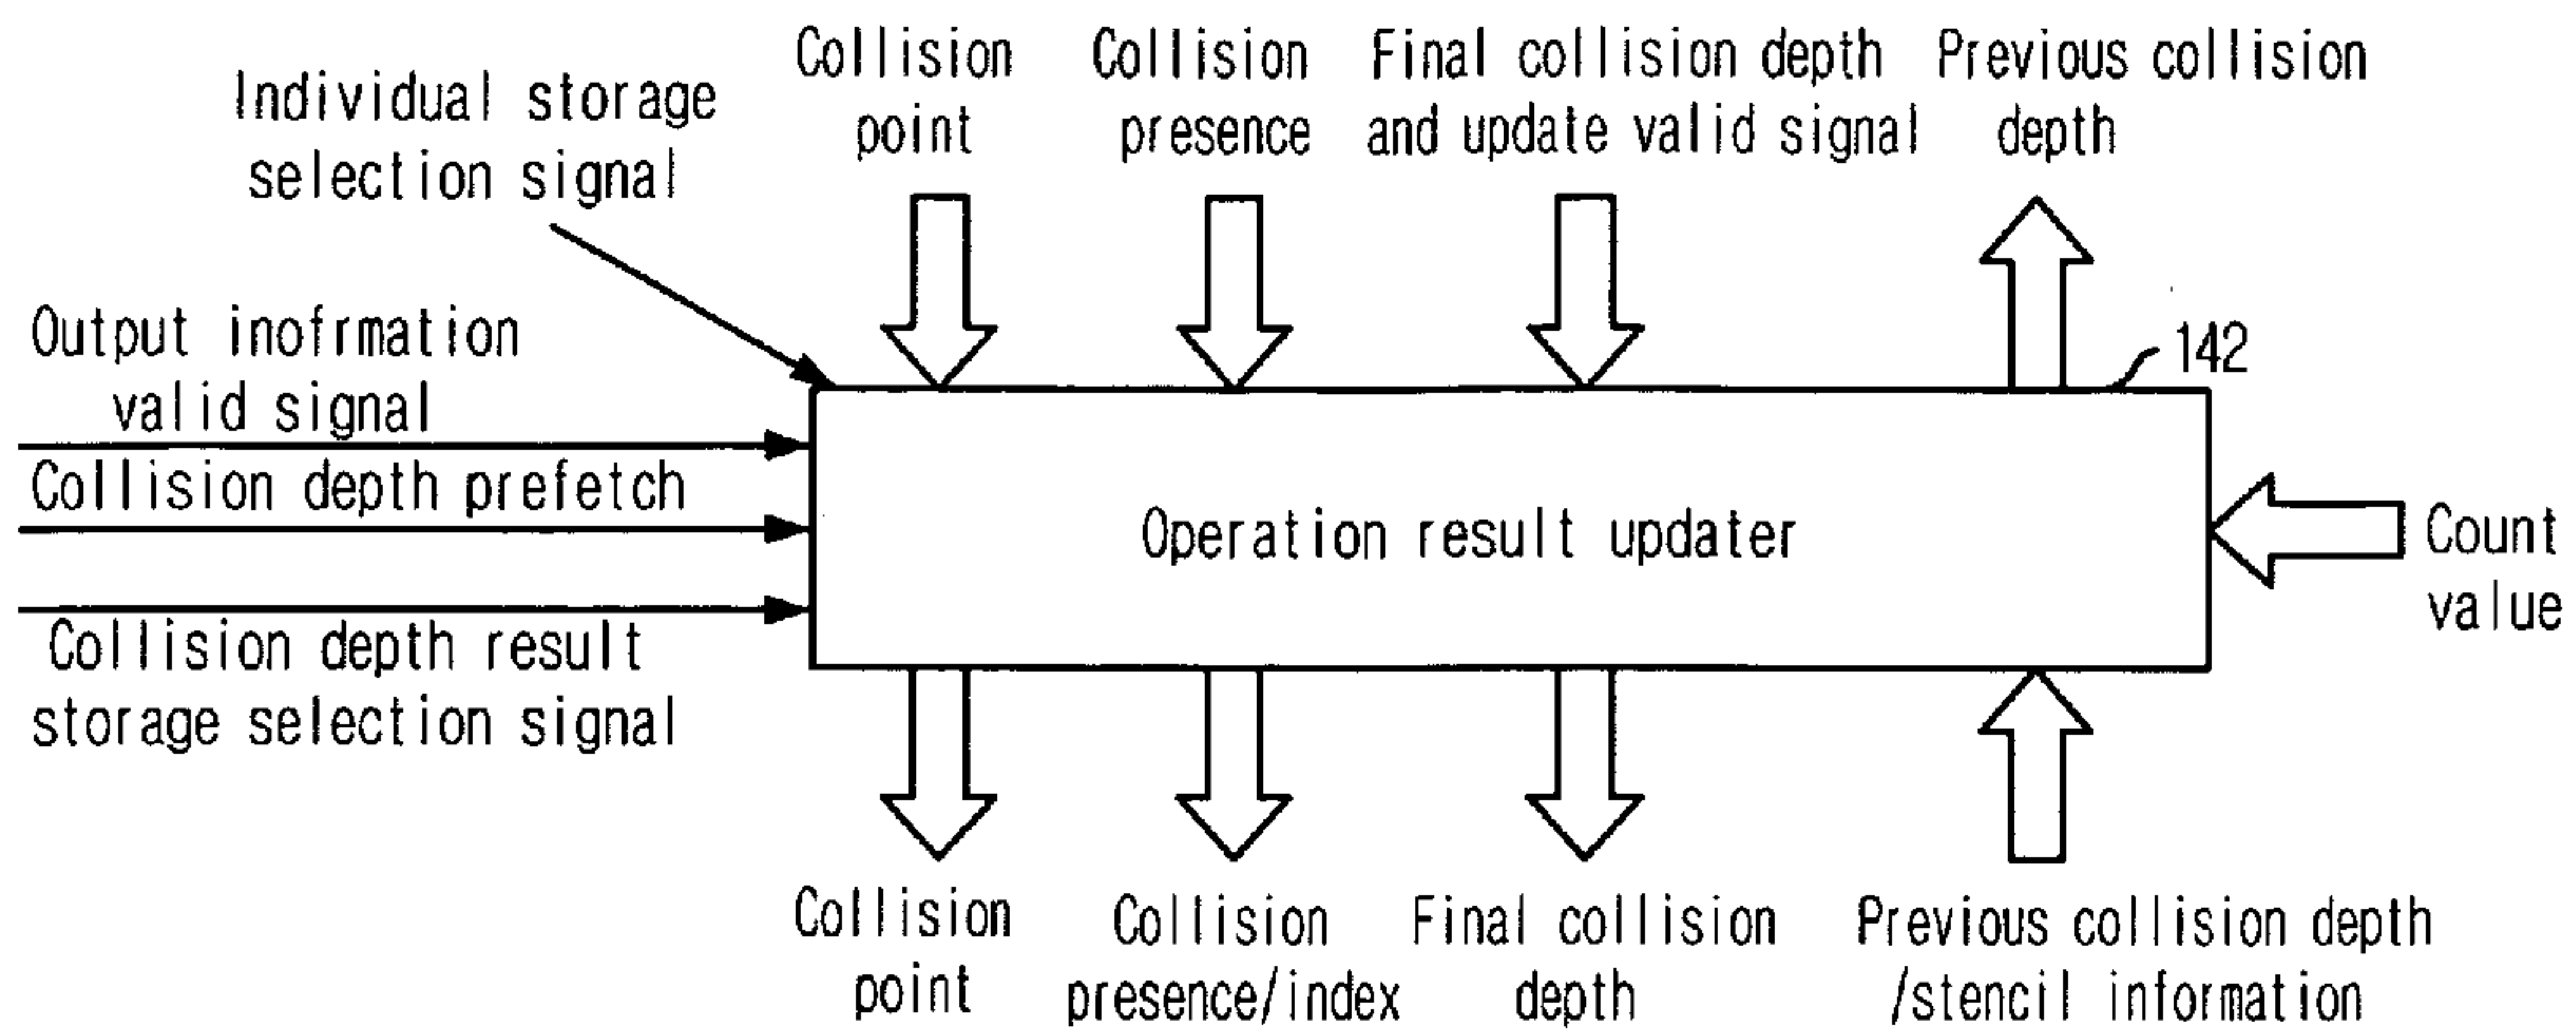 Individual storage
selection signal
Collision
point
Collision
presence
Final collision depth
and update valid signal
Previous collision
depth
Output inofrmation
valid signal
Collision depth prefetch
Collision depth result
storage selection signal
142
Operation result updater
Count
value
Collision
point
Collision
presence/index
Final collision
depth
Previous collision depth
/stencil information